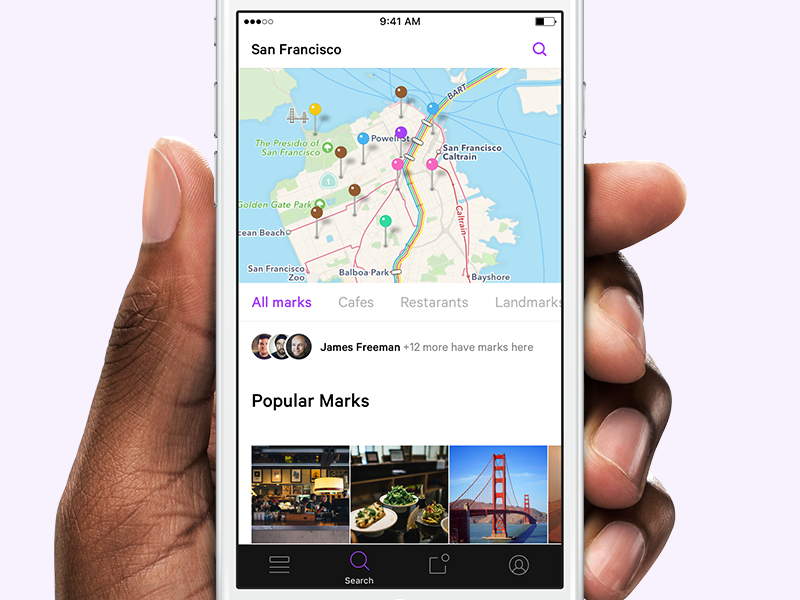 9:41 AM
San Francisco
BART
Powell St
The Presidio of
San Francisco
San Francisco
Caltrain
1
Golden Gate Park
cean Beach
Caltrain
San Francisco
Zoo
Balboa Park
Bayshore
All marks
Cafes
Restarants
Landmarks
James Freeman +12 more have marks here
Popular Marks
Search